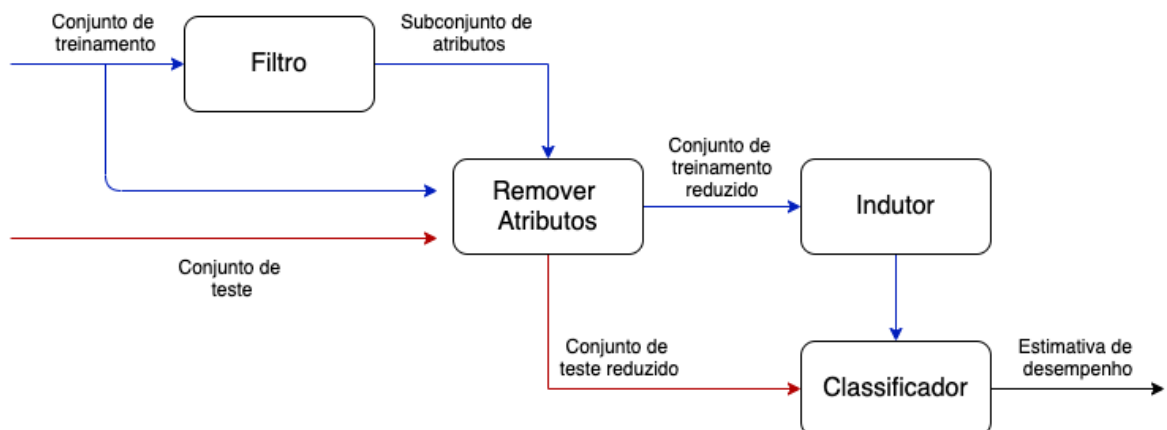 Conjunto de
treinamento
Filtro
Subconjunto de
atributos
Remover
Atributos
Conjunto de
treinamento
reduzido
Indutor
Conjunto de
teste
Conjunto de
teste reduzido
Classificador
Estimativa de
desempenho